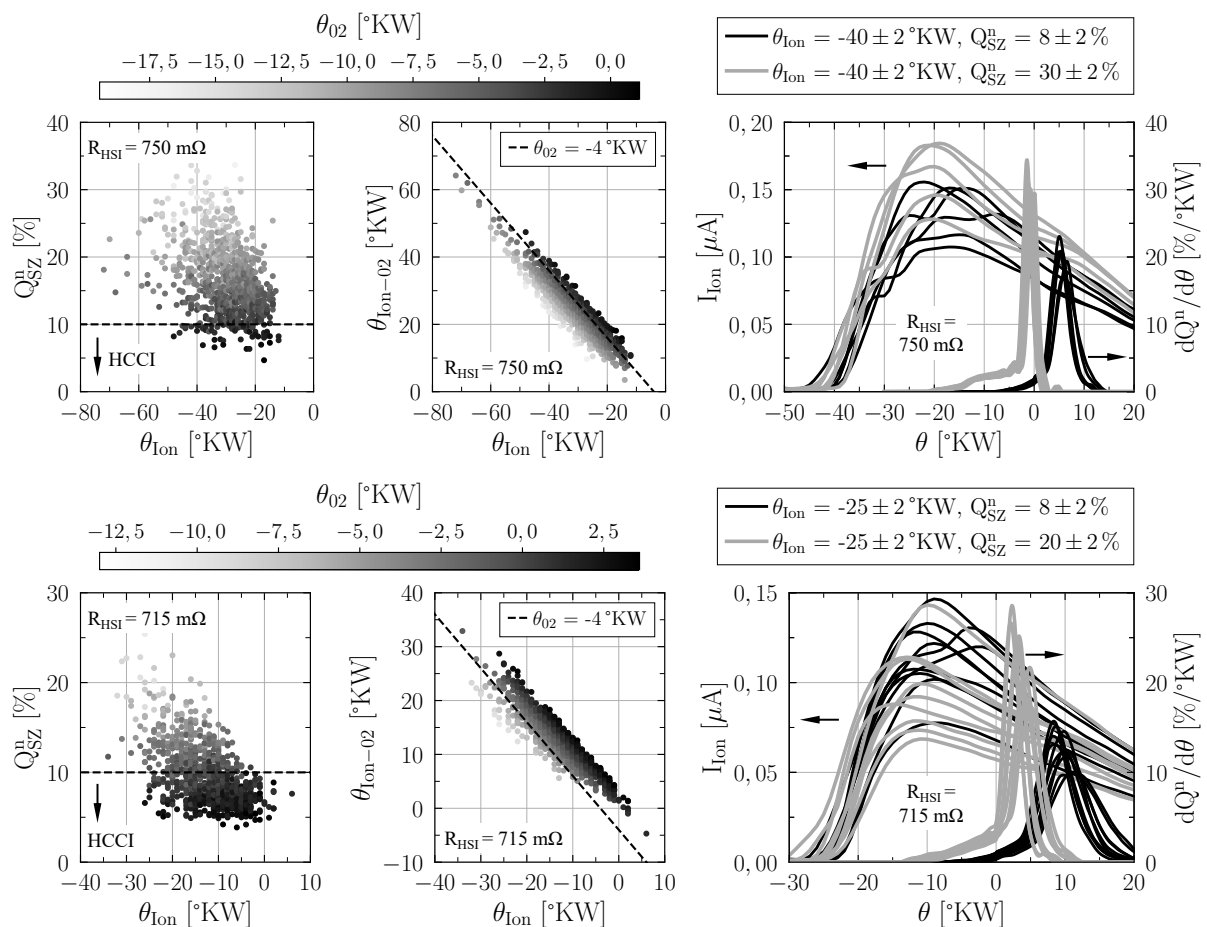 θ02 [°KW]
−17, 5 −15, 0 −12, 5 −10, 0 −7, 5 −5, 0 −2, 5 0, 0
θIon = -40 ± 2 °KW, QⁿSZ = 8 ± 2 %
θIon = -40 ± 2 °KW, QⁿSZ = 30 ± 2 %
QⁿSZ [%]
40
30
20
10
0
RHSI = 750 mΩ
HCCI
−80 −60 −40 −20 0
θIon [°KW]
θIon−02 [°KW]
80
60
40
20
0
θ02 = -4 °KW
RHSI = 750 mΩ
−80 −60 −40 −20 0
θIon [°KW]
IIon [µA]
0, 20
0, 15
0, 10
0, 05
0, 00
RHSI =
750 mΩ
40
30
20
10
0
dQⁿ/dθ [%/°KW]
−50 −40 −30 −20 −10 0 10 20
θ [°KW]
θ02 [°KW]
−12, 5 −10, 0 −7, 5 −5, 0 −2, 5 0, 0 2, 5
θIon = -25 ± 2 °KW, QⁿSZ = 8 ± 2 %
θIon = -25 ± 2 °KW, QⁿSZ = 20 ± 2 %
QⁿSZ [%]
30
20
10
0
RHSI = 715 mΩ
HCCI
−40 −30 −20 −10 0 10
θIon [°KW]
θIon−02 [°KW]
40
30
20
10
0
−10
θ02 = -4 °KW
RHSI = 715 mΩ
−40 −30 −20 −10 0 10
θIon [°KW]
IIon [µA]
0, 15
0, 10
0, 05
0, 00
RHSI =
715 mΩ
30
20
10
0
dQⁿ/dθ [%/°KW]
−30 −20 −10 0 10 20
θ [°KW]